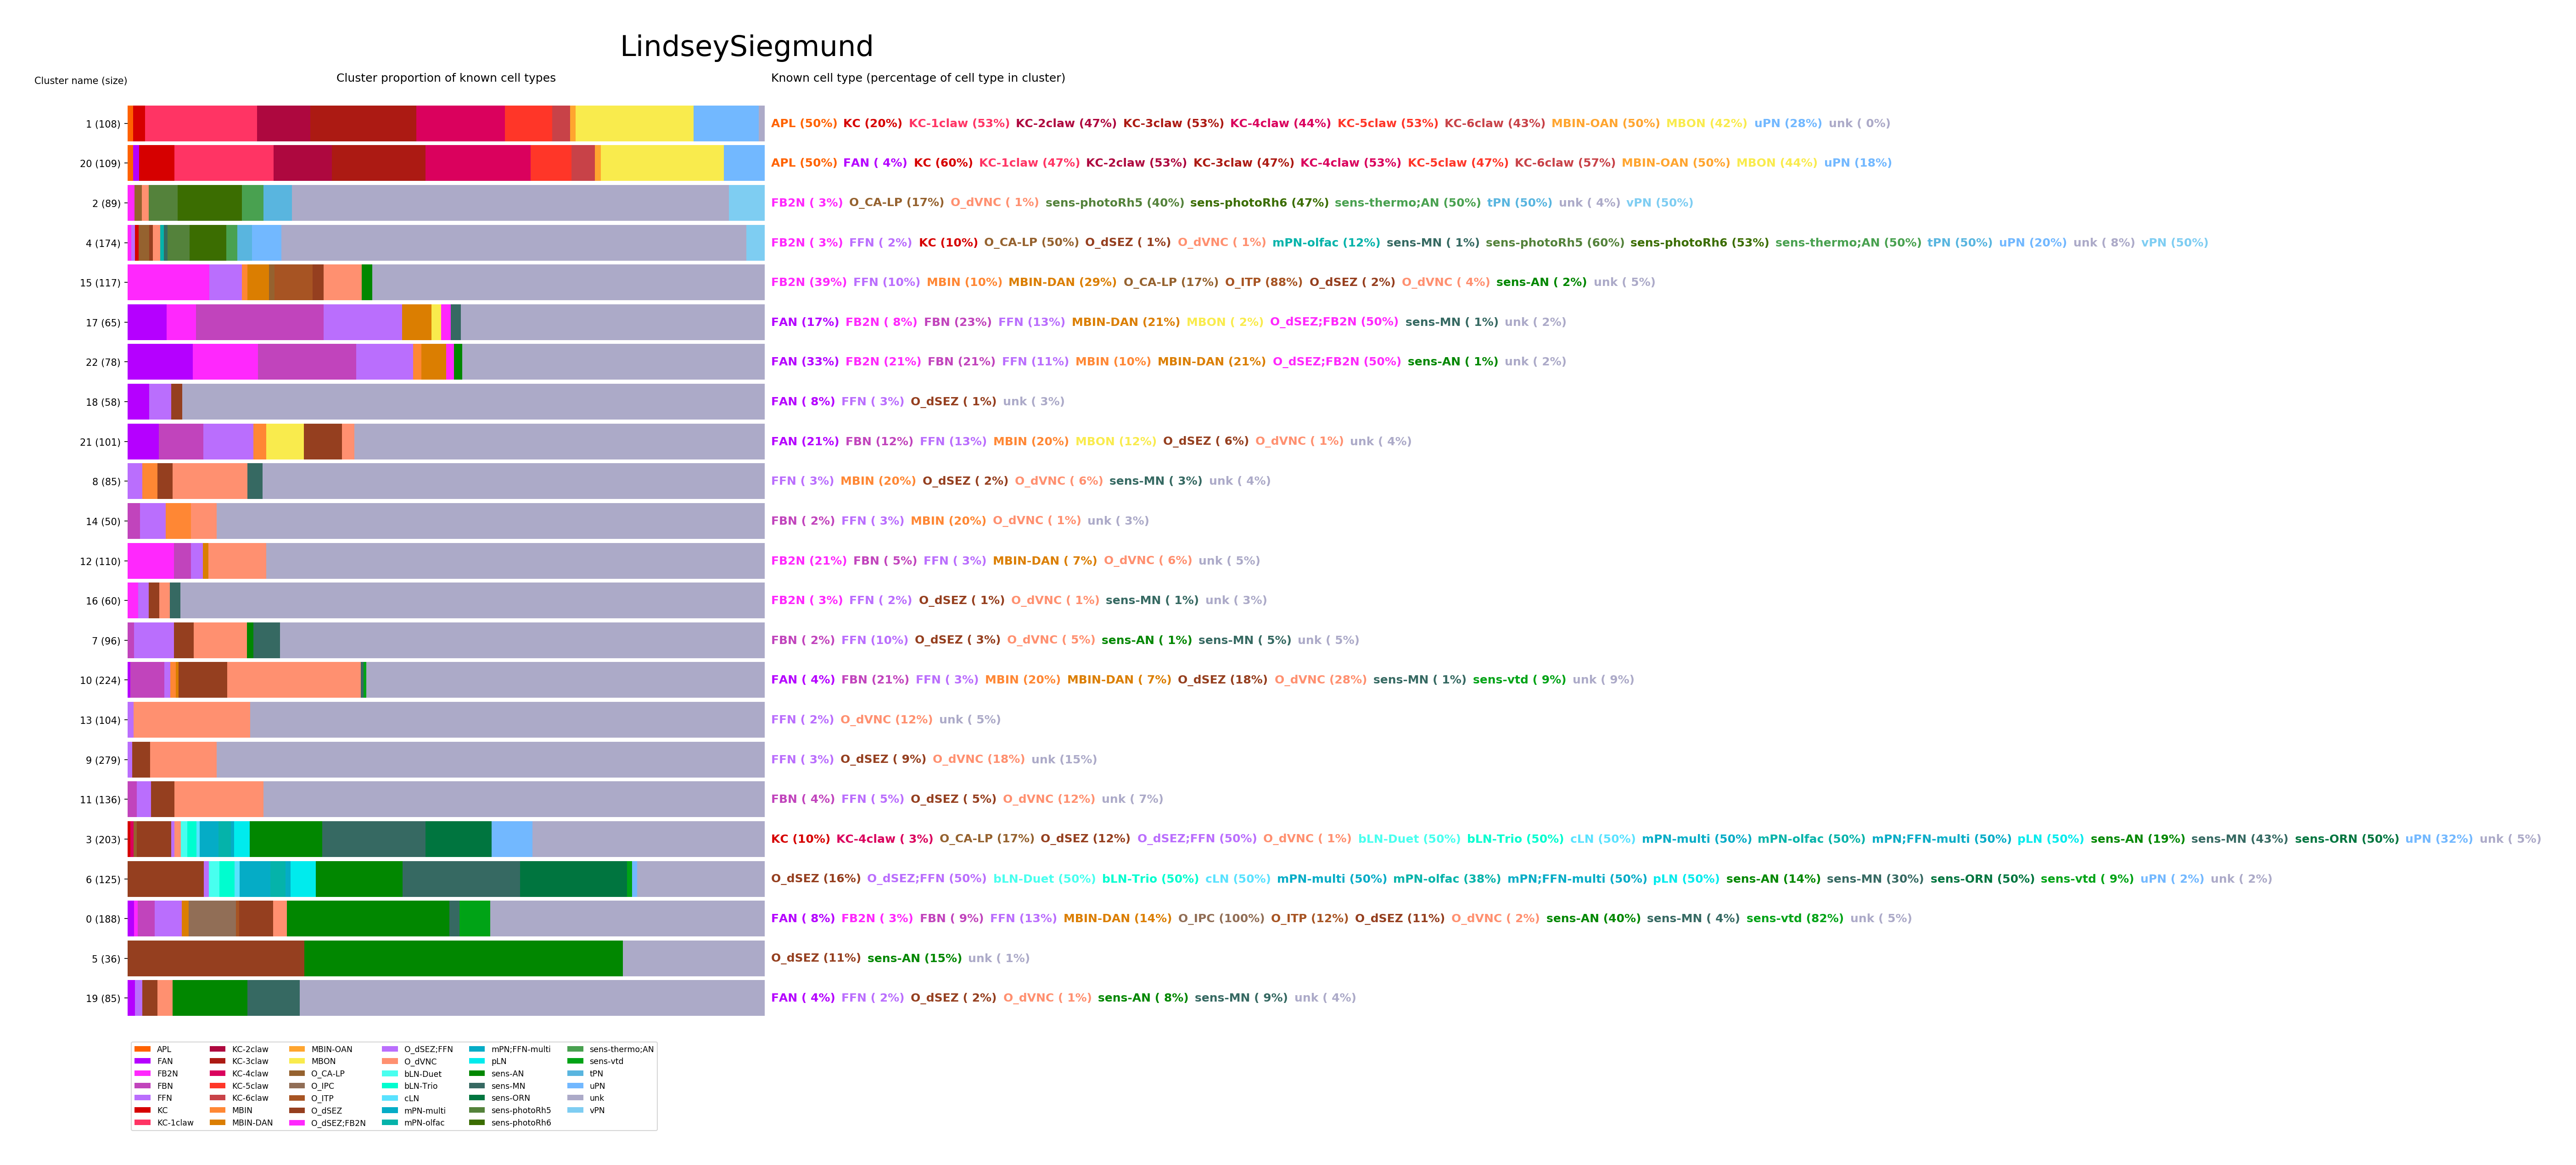 LindseySiegmund
Cluster name (size) Cluster proportion of known cell types Known cell type (percentage of cell type in cluster)
1 (108) APL (50%) KC (20%) KC-1claw (53%) KC-2claw (47%) KC-3claw (53%) KC-4claw (44%) KC-5claw (53%) KC-6claw (43%) MBIN-OAN (50%) MBON (42%) uPN (28%) unk ( 0%)
20 (109) APL (50%) FAN ( 4%) KC (60%) KC-1claw (47%) KC-2claw (53%) KC-3claw (47%) KC-4claw (53%) KC-5claw (47%) KC-6claw (57%) MBIN-OAN (50%) MBON (44%) uPN (18%)
2 (89) FB2N ( 3%) O_CA-LP (17%) O_dVNC ( 1%) sens-photoRh5 (40%) sens-photoRh6 (47%) sens-thermo;AN (50%) tPN (50%) unk ( 4%) vPN (50%)
4 (174) FB2N ( 3%) FFN ( 2%) KC (10%) O_CA-LP (50%) O_dSEZ ( 1%) O_dVNC ( 1%) mPN-olfac (12%) sens-MN ( 1%) sens-photoRh5 (60%) sens-photoRh6 (53%) sens-thermo;AN (50%) tPN (50%) uPN (20%) unk ( 8%) vPN (50%)
15 (117) FB2N (39%) FFN (10%) MBIN (10%) MBIN-DAN (29%) O_CA-LP (17%) O_ITP (88%) O_dSEZ ( 2%) O_dVNC ( 4%) sens-AN ( 2%) unk ( 5%)
17 (65) FAN (17%) FB2N ( 8%) FBN (23%) FFN (13%) MBIN-DAN (21%) MBON ( 2%) O_dSEZ;FB2N (50%) sens-MN ( 1%) unk ( 2%)
22 (78) FAN (33%) FB2N (21%) FBN (21%) FFN (11%) MBIN (10%) MBIN-DAN (21%) O_dSEZ;FB2N (50%) sens-AN ( 1%) unk ( 2%)
18 (58) FAN ( 8%) FFN ( 3%) O_dSEZ ( 1%) unk ( 3%)
21 (101) FAN (21%) FBN (12%) FFN (13%) MBIN (20%) MBON (12%) O_dSEZ ( 6%) O_dVNC ( 1%) unk ( 4%)
8 (85) FFN ( 3%) MBIN (20%) O_dSEZ ( 2%) O_dVNC ( 6%) sens-MN ( 3%) unk ( 4%)
14 (50) FBN ( 2%) FFN ( 3%) MBIN (20%) O_dVNC ( 1%) unk ( 3%)
12 (110) FB2N (21%) FBN ( 5%) FFN ( 3%) MBIN-DAN ( 7%) O_dVNC ( 6%) unk ( 5%)
16 (60) FB2N ( 3%) FFN ( 2%) O_dSEZ ( 1%) O_dVNC ( 1%) sens-MN ( 1%) unk ( 3%)
7 (96) FBN ( 2%) FFN (10%) O_dSEZ ( 3%) O_dVNC ( 5%) sens-AN ( 1%) sens-MN ( 5%) unk ( 5%)
10 (224) FAN ( 4%) FBN (21%) FFN ( 3%) MBIN (20%) MBIN-DAN ( 7%) O_dSEZ (18%) O_dVNC (28%) sens-MN ( 1%) sens-vtd ( 9%) unk ( 9%)
13 (104) FFN ( 2%) O_dVNC (12%) unk ( 5%)
9 (279) FFN ( 3%) O_dSEZ ( 9%) O_dVNC (18%) unk (15%)
11 (136) FBN ( 4%) FFN ( 5%) O_dSEZ ( 5%) O_dVNC (12%) unk ( 7%)
3 (203) KC (10%) KC-4claw ( 3%) O_CA-LP (17%) O_dSEZ (12%) O_dSEZ;FFN (50%) O_dVNC ( 1%) bLN-Duet (50%) bLN-Trio (50%) cLN (50%) mPN-multi (50%) mPN-olfac (50%) mPN;FFN-multi (50%) pLN (50%) sens-AN (19%) sens-MN (43%) sens-ORN (50%) uPN (32%) unk ( 5%)
6 (125) O_dSEZ (16%) O_dSEZ;FFN (50%) bLN-Duet (50%) bLN-Trio (50%) cLN (50%) mPN-multi (50%) mPN-olfac (38%) mPN;FFN-multi (50%) pLN (50%) sens-AN (14%) sens-MN (30%) sens-ORN (50%) sens-vtd ( 9%) uPN ( 2%) unk ( 2%)
0 (188) FAN ( 8%) FB2N ( 3%) FBN ( 9%) FFN (13%) MBIN-DAN (14%) O_IPC (100%) O_ITP (12%) O_dSEZ (11%) O_dVNC ( 2%) sens-AN (40%) sens-MN ( 4%) sens-vtd (82%) unk ( 5%)
5 (36) O_dSEZ (11%) sens-AN (15%) unk ( 1%)
19 (85) FAN ( 4%) FFN ( 2%) O_dSEZ ( 2%) O_dVNC ( 1%) sens-AN ( 8%) sens-MN ( 9%) unk ( 4%)
APL KC-2claw MBIN-OAN O_dSEZ;FFN mPN;FFN-multi sens-thermo;AN
FAN KC-3claw MBON O_dVNC pLN sens-vtd
FB2N KC-4claw O_CA-LP bLN-Duet sens-AN tPN
FBN KC-5claw O_IPC bLN-Trio sens-MN uPN
FFN KC-6claw O_ITP cLN sens-ORN unk
KC MBIN O_dSEZ mPN-multi sens-photoRh5 vPN
KC-1claw MBIN-DAN O_dSEZ;FB2N mPN-olfac sens-photoRh6